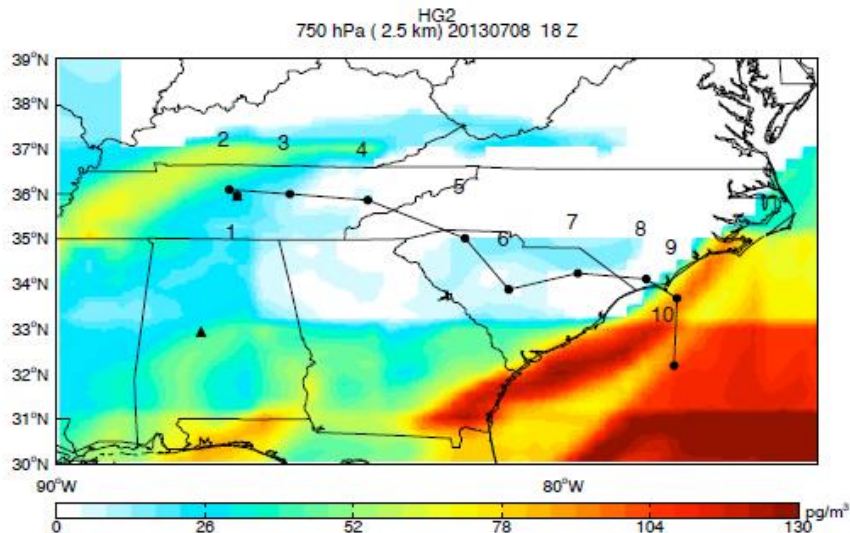 HG2
750 hPa ( 2.5 km) 20130708 18 Z
39°N
38°N
37°N
36°N
35°N
34°N
33°N
32°N
31°N
30°N
2 3 4
5
1 6 7 8 9
10
90°W 80°W
0 26 52 78 104 130 pg/m³